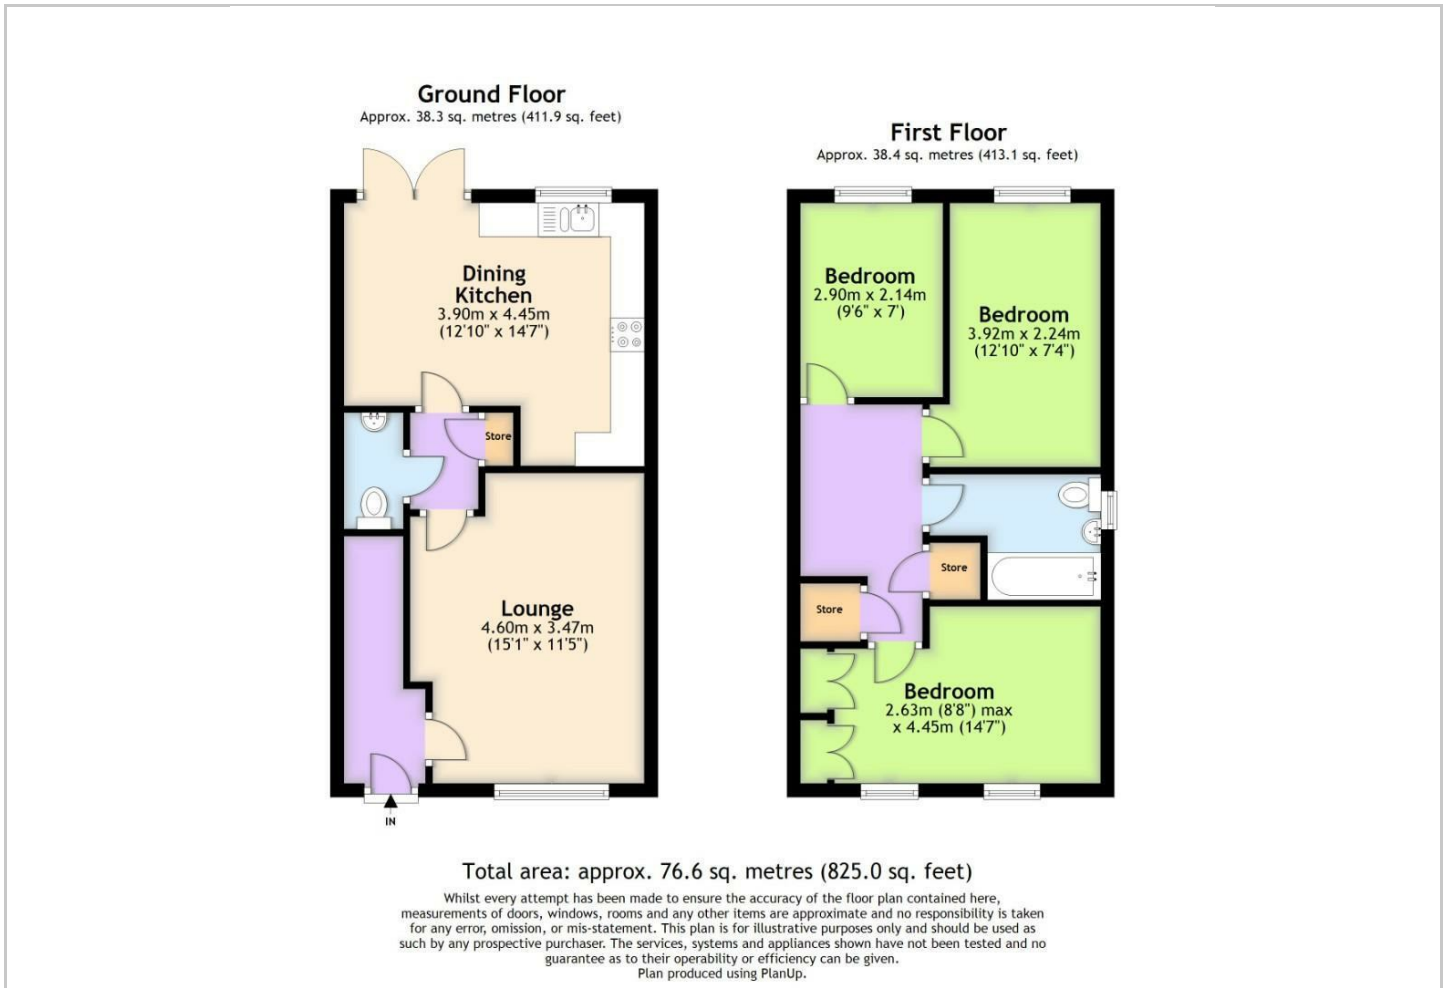 Ground Floor
Approx. 38.3 sq. metres (411.9 sq. feet)
Dining
Kitchen
3.90m x 4.45m
(12'10" x 14'7")
Store
Lounge
4.60m x 3.47m
(15'1" x 11'5")
IN
First Floor
Approx. 38.4 sq. metres (413.1 sq. feet)
Bedroom
2.90m x 2.14m
(9'6" x 7')
Bedroom
3.92m x 2.24m
(12'10" x 7'4")
Store
Store
Bedroom
2.63m (8'8") max
x 4.45m (14'7")
Total area: approx. 76.6 sq. metres (825.0 sq. feet)
Whilst every attempt has been made to ensure the accuracy of the floor plan contained here,
measurements of doors, windows, rooms and any other items are approximate and no responsibility is taken
for any error, omission, or mis-statement. This plan is for illustrative purposes only and should be used as
such by any prospective purchaser. The services, systems and appliances shown have not been tested and no
guarantee as to their operability or efficiency can be given.
Plan produced using PlanUp.